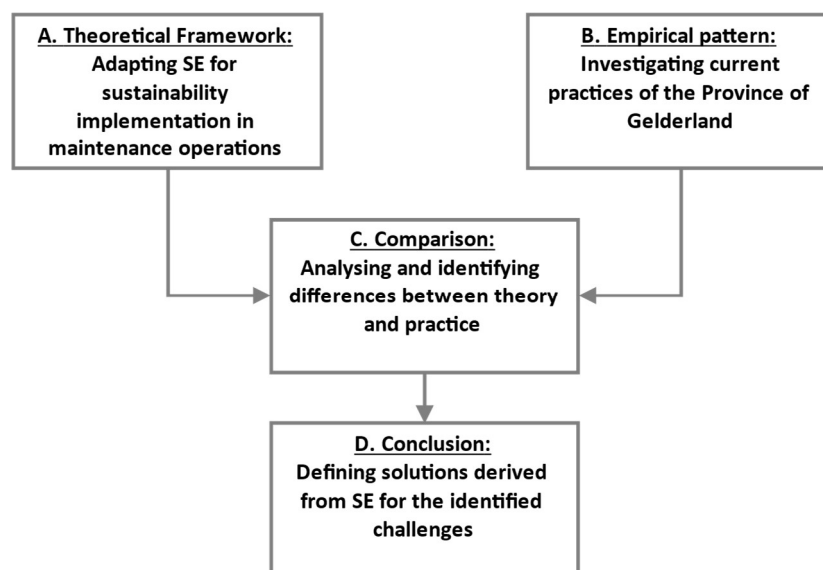 A. Theoretical Framework:
Adapting SE for
sustainability
implementation in
maintenance operations
B. Empirical pattern:
Investigating current
practices of the Province of
Gelderland
C. Comparison:
Analysing and identifying
differences between theory
and practice
D. Conclusion:
Defining solutions derived
from SE for the identified
challenges